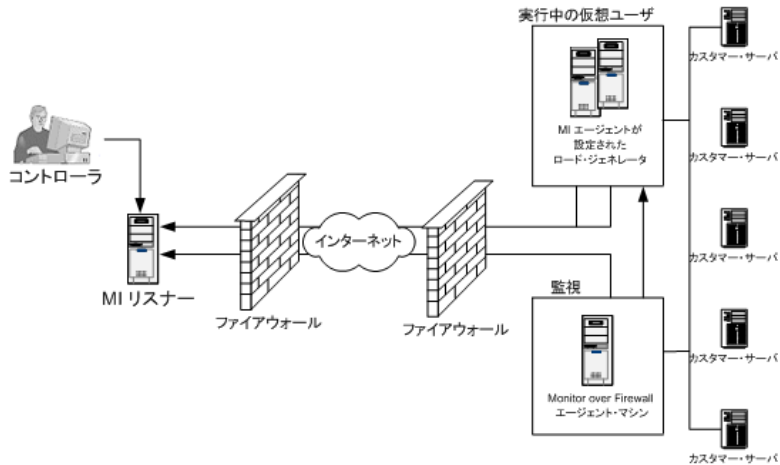 実行中の仮想ユーザ
カスタマー・サーバ
MI エージェントが
設定された
ロード・ジェネレータ
コントローラ
カスタマー・サーバ
インターネット
カスタマー・サーバ
MI リスナー
ファイアウォール
ファイアウォール
監視
カスタマー・サーバ
Monitor over Firewall
エージェント・マシン
カスタマー・サーバ